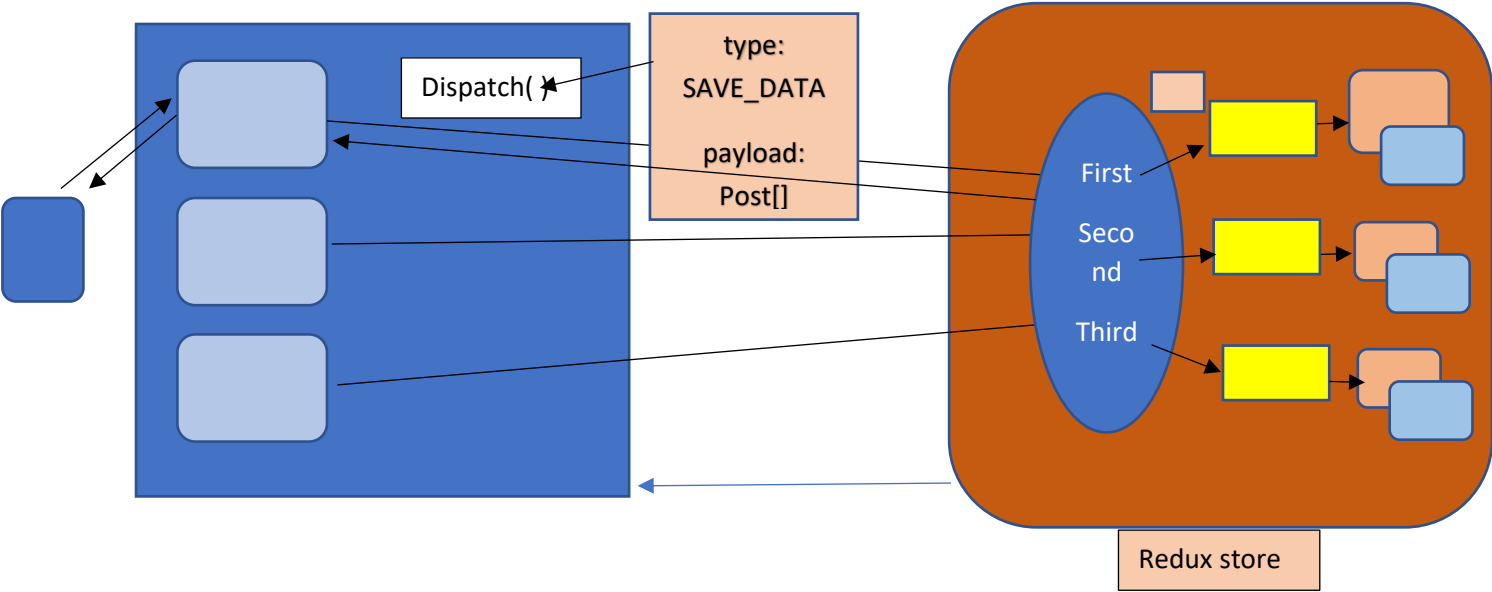 Dispatch( )
type:
SAVE_DATA
payload:
Post[]
First
Seco
nd
Third
Redux store